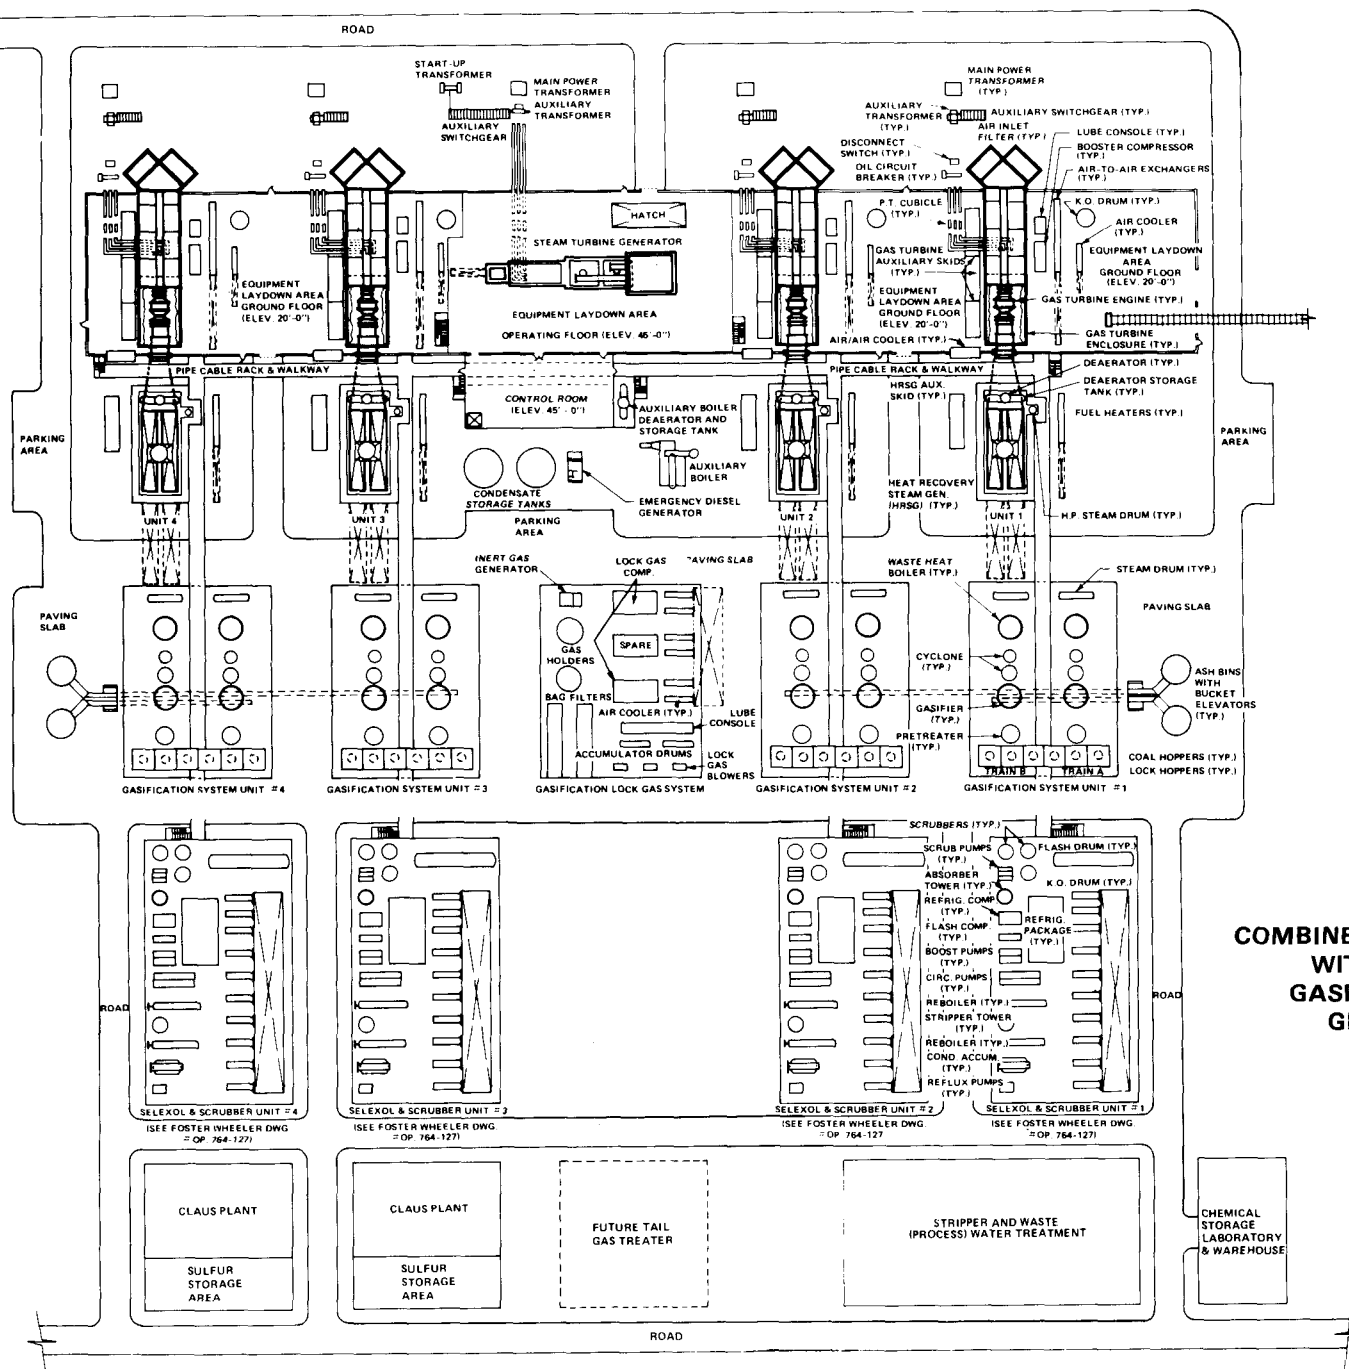 ROAD
START-UP
TRANSFORMER
MAIN POWER
TRANSFORMER
AUXILIARY
TRANSFORMER
AUXILIARY
SWITCHGEAR
MAIN POWER
TRANSFORMER
(TYP.)
AUXILIARY
TRANSFORMER
(TYP.)
AUXILIARY SWITCHGEAR (TYP.)
AIR INLET
FILTER (TYP.)
LUBE CONSOLE (TYP.)
BOOSTER COMPRESSOR
(TYP.)
AIR-TO-AIR EXCHANGERS
(TYP.)
DISCONNECT
SWITCH (TYP.)
OIL CIRCUIT
BREAKER (TYP.)
P.T. CUBICLE
(TYP.)
K.O. DRUM (TYP.)
AIR COOLER
(TYP.)
HATCH
STEAM TURBINE GENERATOR
GAS TURBINE
AUXILIARY SKIDS
(TYP.)
EQUIPMENT LAYDOWN
AREA
GROUND FLOOR
(ELEV. 20'-0")
EQUIPMENT
LAYDOWN AREA
GROUND FLOOR
(ELEV. 20'-0")
EQUIPMENT LAYDOWN AREA
OPERATING FLOOR (ELEV. 45'-0")
EQUIPMENT
LAYDOWN AREA
GROUND FLOOR
(ELEV. 20'-0")
GAS TURBINE ENGINE (TYP.)
AIR/AIR COOLER (TYP.)
GAS TURBINE
ENCLOSURE (TYP.)
PIPE CABLE RACK & WALKWAY
PIPE CABLE RACK & WALKWAY
DEAERATOR (TYP.)
HRSG AUX.
SKID (TYP.)
DEAERATOR STORAGE
TANK (TYP.)
FUEL HEATERS (TYP.)
CONTROL ROOM
(ELEV. 45' - 0")
AUXILIARY BOILER
DEAERATOR AND
STORAGE TANK
PARKING
AREA
PARKING
AREA
AUXILIARY
BOILER
CONDENSATE
STORAGE TANKS
EMERGENCY DIESEL
GENERATOR
HEAT RECOVERY
STEAM GEN.
(HRSG) (TYP.)
H.P. STEAM DRUM (TYP.)
UNIT 4
UNIT 3
PARKING
AREA
UNIT 2
UNIT 1
INERT GAS
GENERATOR
LOCK GAS
COMP.
PAVING SLAB
WASTE HEAT
BOILER (TYP.)
STEAM DRUM (TYP.)
PAVING
SLAB
PAVING SLAB
GAS
HOLDERS
SPARE
CYCLONE
(TYP.)
BAG FILTERS
AIR COOLER (TYP.)
LUBE
CONSOLE
GASIFIER
(TYP.)
ASH BINS
WITH
BUCKET
ELEVATORS
(TYP.)
PRETREATER
(TYP.)
ACCUMULATOR DRUMS
LOCK
GAS
BLOWERS
COAL HOPPERS (TYP.)
LOCK HOPPERS (TYP.)
TRAIN B
TRAIN A
GASIFICATION SYSTEM UNIT #4
GASIFICATION SYSTEM UNIT #3
GASIFICATION LOCK GAS SYSTEM
GASIFICATION SYSTEM UNIT #2
GASIFICATION SYSTEM UNIT #1
SCRUBBERS (TYP.)
SCRUB PUMPS
(TYP.)
FLASH DRUM (TYP.)
ABSORBER
TOWER (TYP.)
K.O. DRUM (TYP.)
REFRIG. COMP.
(TYP.)
REFRIG.
PACKAGE
(TYP.)
FLASH COMP.
(TYP.)
BOOST PUMPS
(TYP.)
CIRC. PUMPS
(TYP.)
REBOILER (TYP.)
STRIPPER TOWER
(TYP.)
REBOILER (TYP.)
COND. ACCUM.
(TYP.)
REFLUX PUMPS
(TYP.)
ROAD
ROAD
COMBINE
WIT
GASI
G
SELEXOL & SCRUBBER UNIT #4
(SEE FOSTER WHEELER DWG
#OP. 764-127)
SELEXOL & SCRUBBER UNIT #3
(SEE FOSTER WHEELER DWG.
#OP. 764-127)
SELEXOL & SCRUBBER UNIT #2
(SEE FOSTER WHEELER DWG.
#OP 764-127
SELEXOL & SCRUBBER UNIT #1
(SEE FOSTER WHEELER DWG.
#OP. 764-127)
CLAUS PLANT
CLAUS PLANT
FUTURE TAIL
GAS TREATER
STRIPPER AND WASTE
(PROCESS) WATER TREATMENT
CHEMICAL
STORAGE
LABORATORY
& WAREHOUSE
SULFUR
STORAGE
AREA
SULFUR
STORAGE
AREA
ROAD